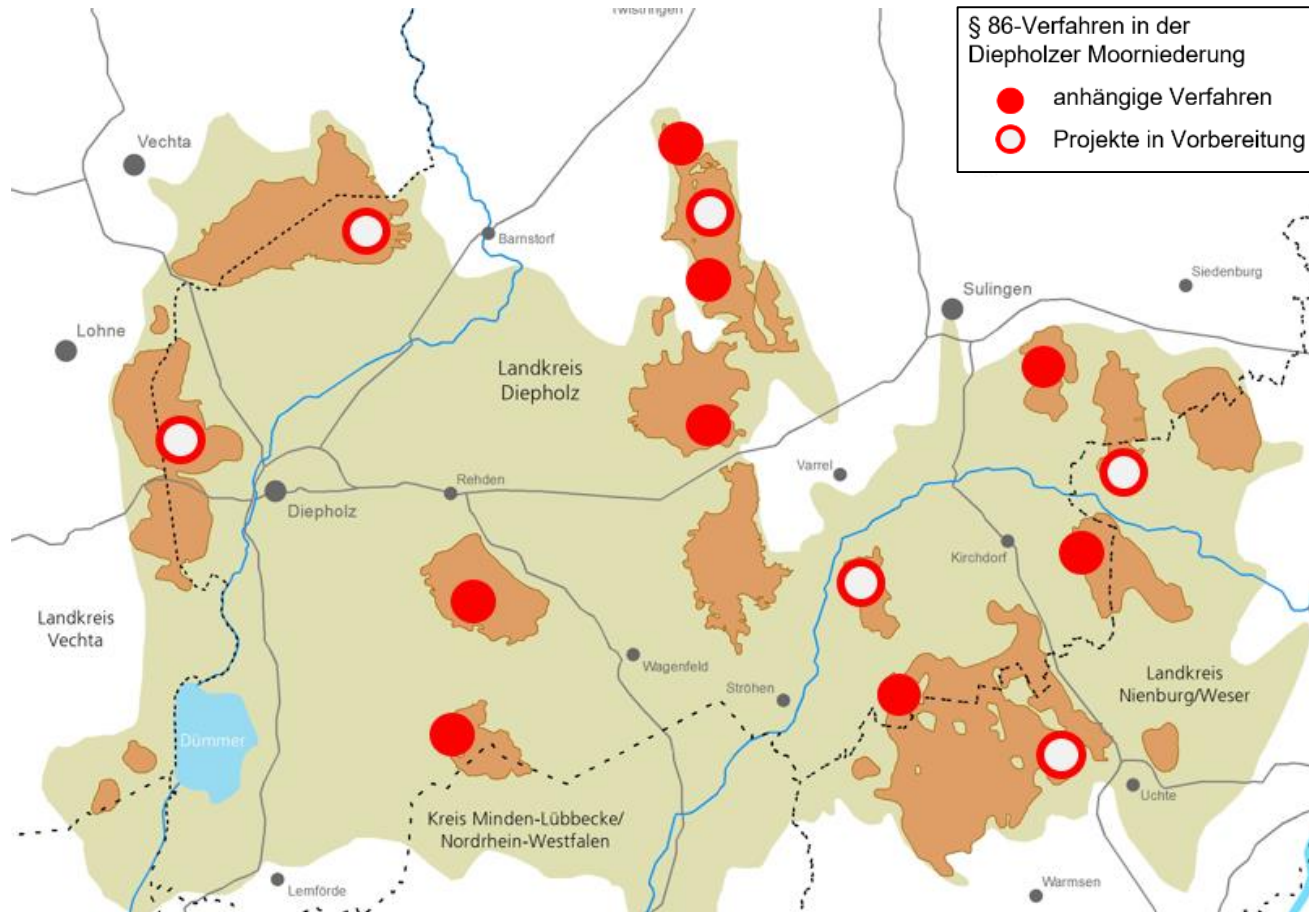 Twistringen
§ 86-Verfahren in der
Diepholzer Moorniederung
anhängige Verfahren
Projekte in Vorbereitung
Vechta
Barnstorf
Siedenburg
Sulingen
Lohne
Landkreis
Diepholz
Varrel
Rehden
Diepholz
Kirchdorf
Landkreis
Vechta
Wagenfeld
Ströhen
Landkreis
Nienburg/Weser
Dümmer
Uchte
Kreis Minden-Lübbecke/
Nordrhein-Westfalen
Lemförde
Warmsen